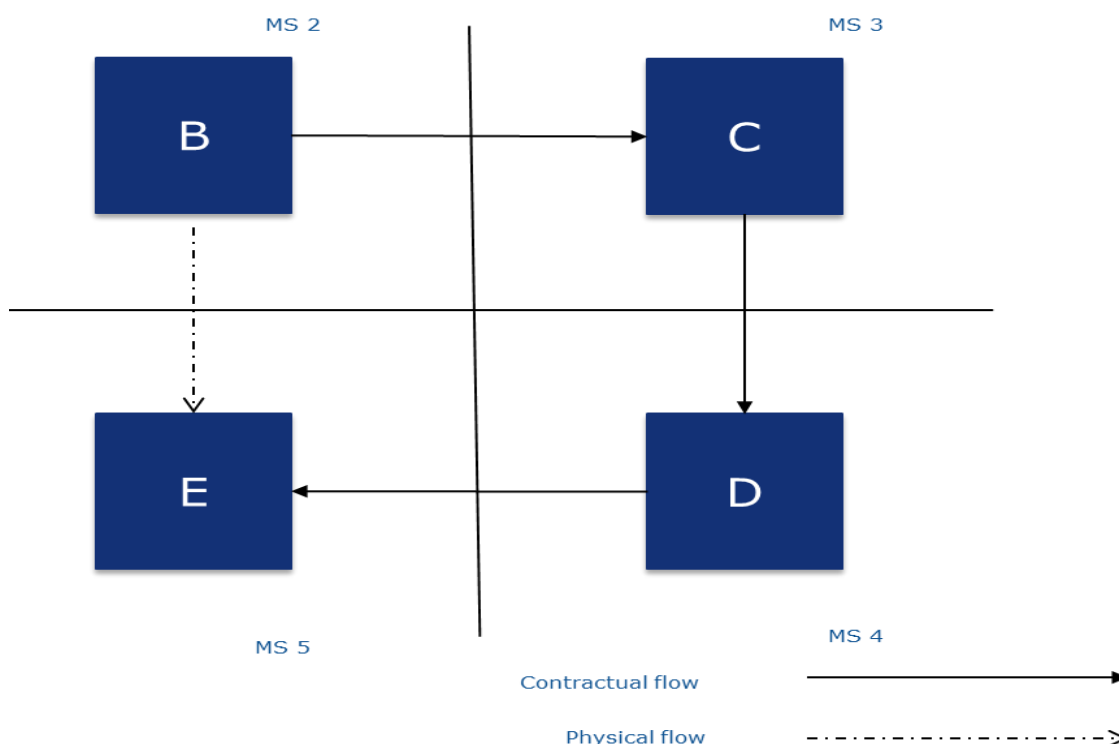 MS 2
MS 3
B
C
E
D
MS 5
MS 4
Contractual flow
Physical flow